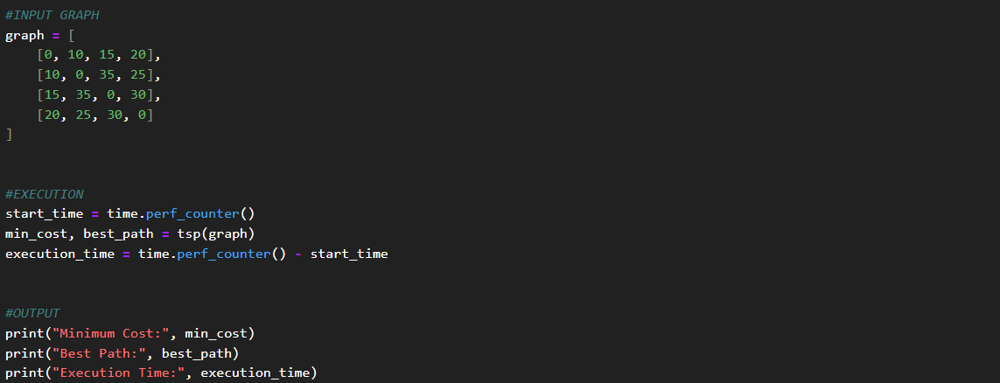 #INPUT GRAPH
graph = [
    [0, 10, 15, 20],
    [10, 0, 35, 25],
    [15, 35, 0, 30],
    [20, 25, 30, 0]
]
#EXECUTION
start_time = time.perf_counter()
min_cost, best_path = tsp(graph)
execution_time = time.perf_counter() - start_time
#OUTPUT
print("Minimum Cost:", min_cost)
print("Best Path:", best_path)
print("Execution Time:", execution_time)